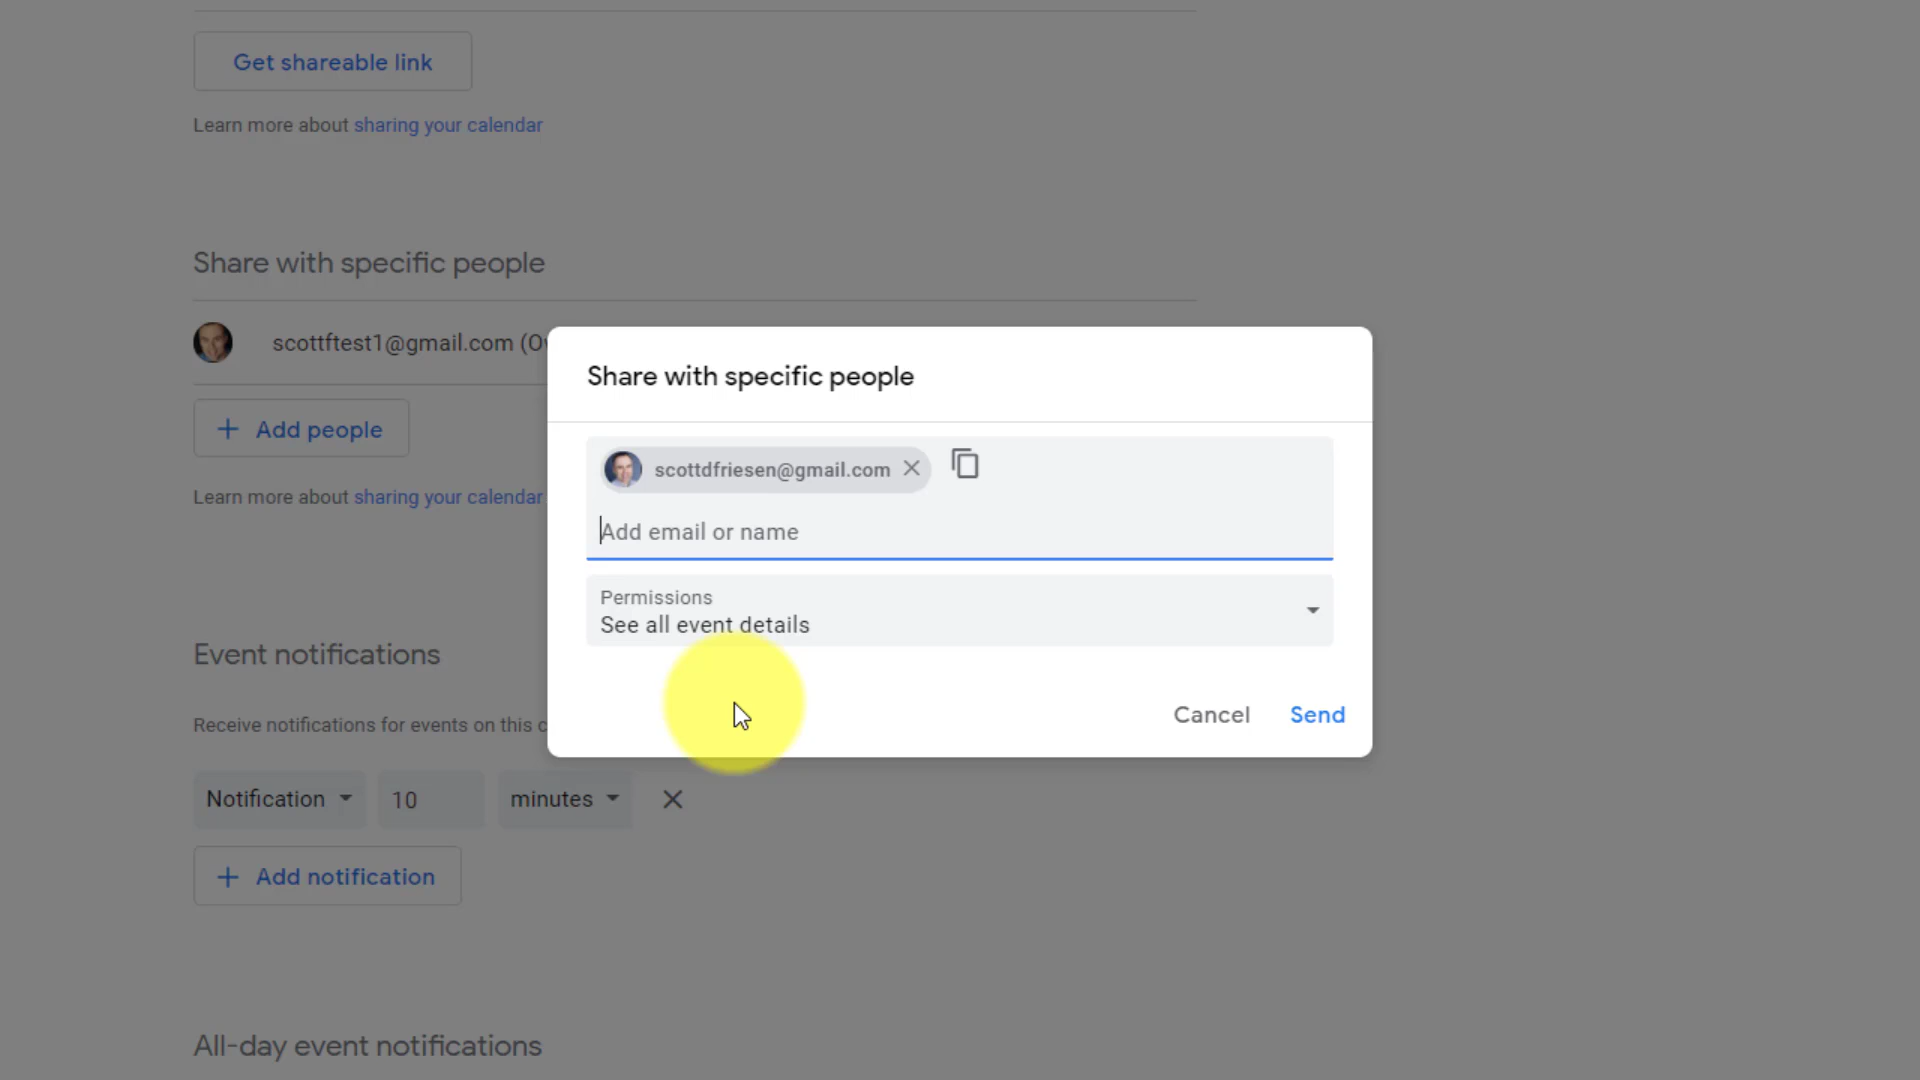 Get shareable link
Learn more about sharing your calendar
Share with specific people
scottftest1@gmail.com (O
Add people
Learn more about sharing your calendar
Share with specific people
scottdfriesen@gmail.com
Add email or name
Permissions
See all event details
Cancel
Send
Event notifications
Receive notifications for events on this c
Notification 10 minutes
Add notification
All-day event notifications